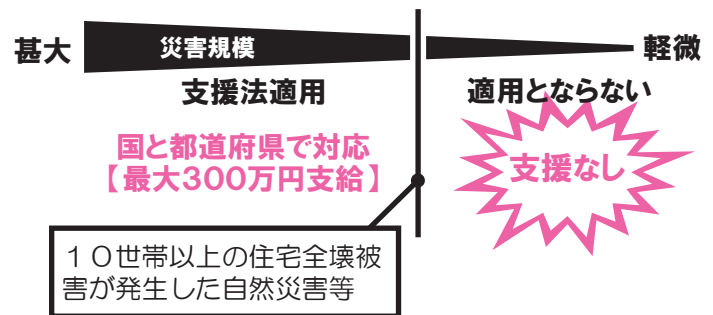 甚大
災害規模
軽微
支援法適用
適用とならない
国と都道府県で対応
【最大300万円支給】
支援なし
１０世帯以上の住宅全壊被
害が発生した自然災害等